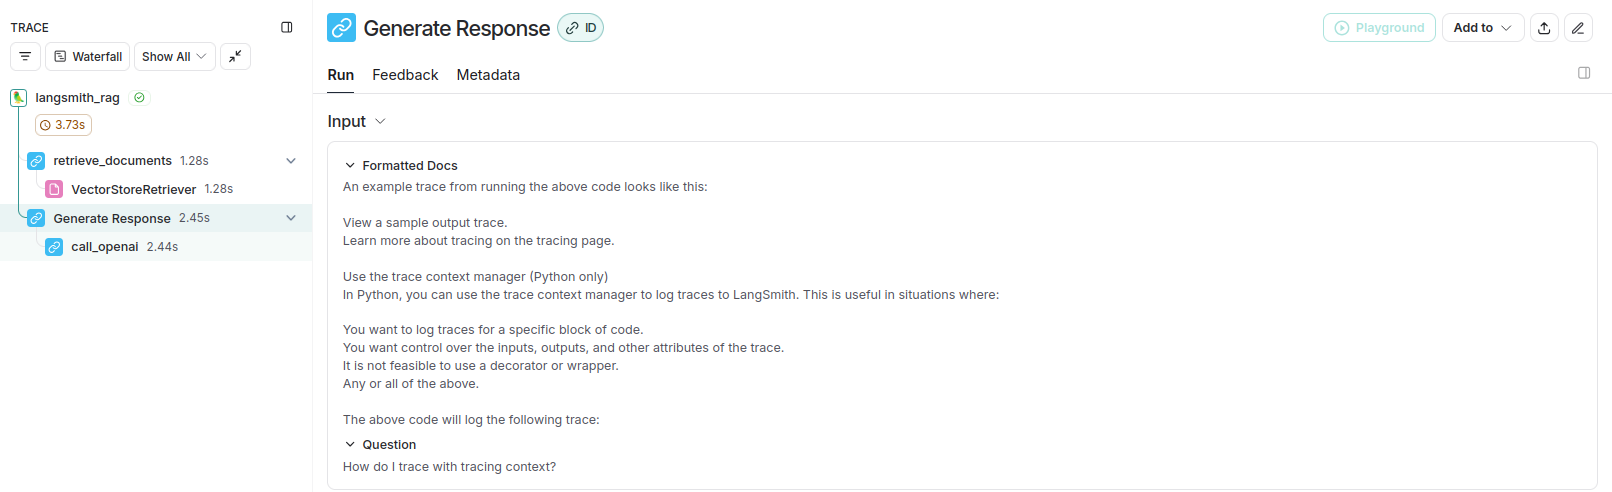 TRACE
Waterfall
Show All
langsmith_rag
3.73s
retrieve_documents 1.28s
VectorStoreRetriever 1.28s
Generate Response 2.45s
call_openai 2.44s
Generate Response ID
Playground
Add to
Run Feedback Metadata
Input
Formatted Docs
An example trace from running the above code looks like this:
View a sample output trace.
Learn more about tracing on the tracing page.
Use the trace context manager (Python only)
In Python, you can use the trace context manager to log traces to LangSmith. This is useful in situations where:
You want to log traces for a specific block of code.
You want control over the inputs, outputs, and other attributes of the trace.
It is not feasible to use a decorator or wrapper.
Any or all of the above.
The above code will log the following trace:
Question
How do I trace with tracing context?